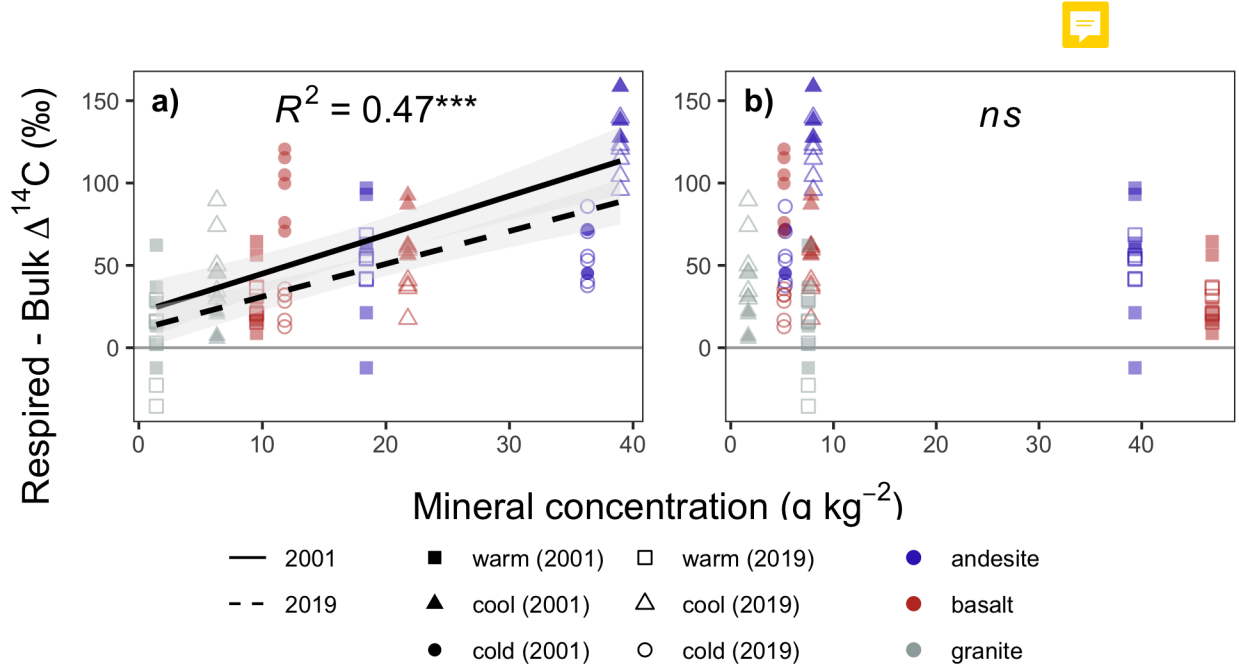 a) R² = 0.47***
b) ns
Respired - Bulk Δ¹⁴C (‰)
150
100
50
0
0 10 20 30 40
150
100
50
0
0 10 20 30 40
Mineral concentration (g kg⁻²)
2001 warm (2001) warm (2019) andesite
2019 cool (2001) cool (2019) basalt
cold (2001) cold (2019) granite